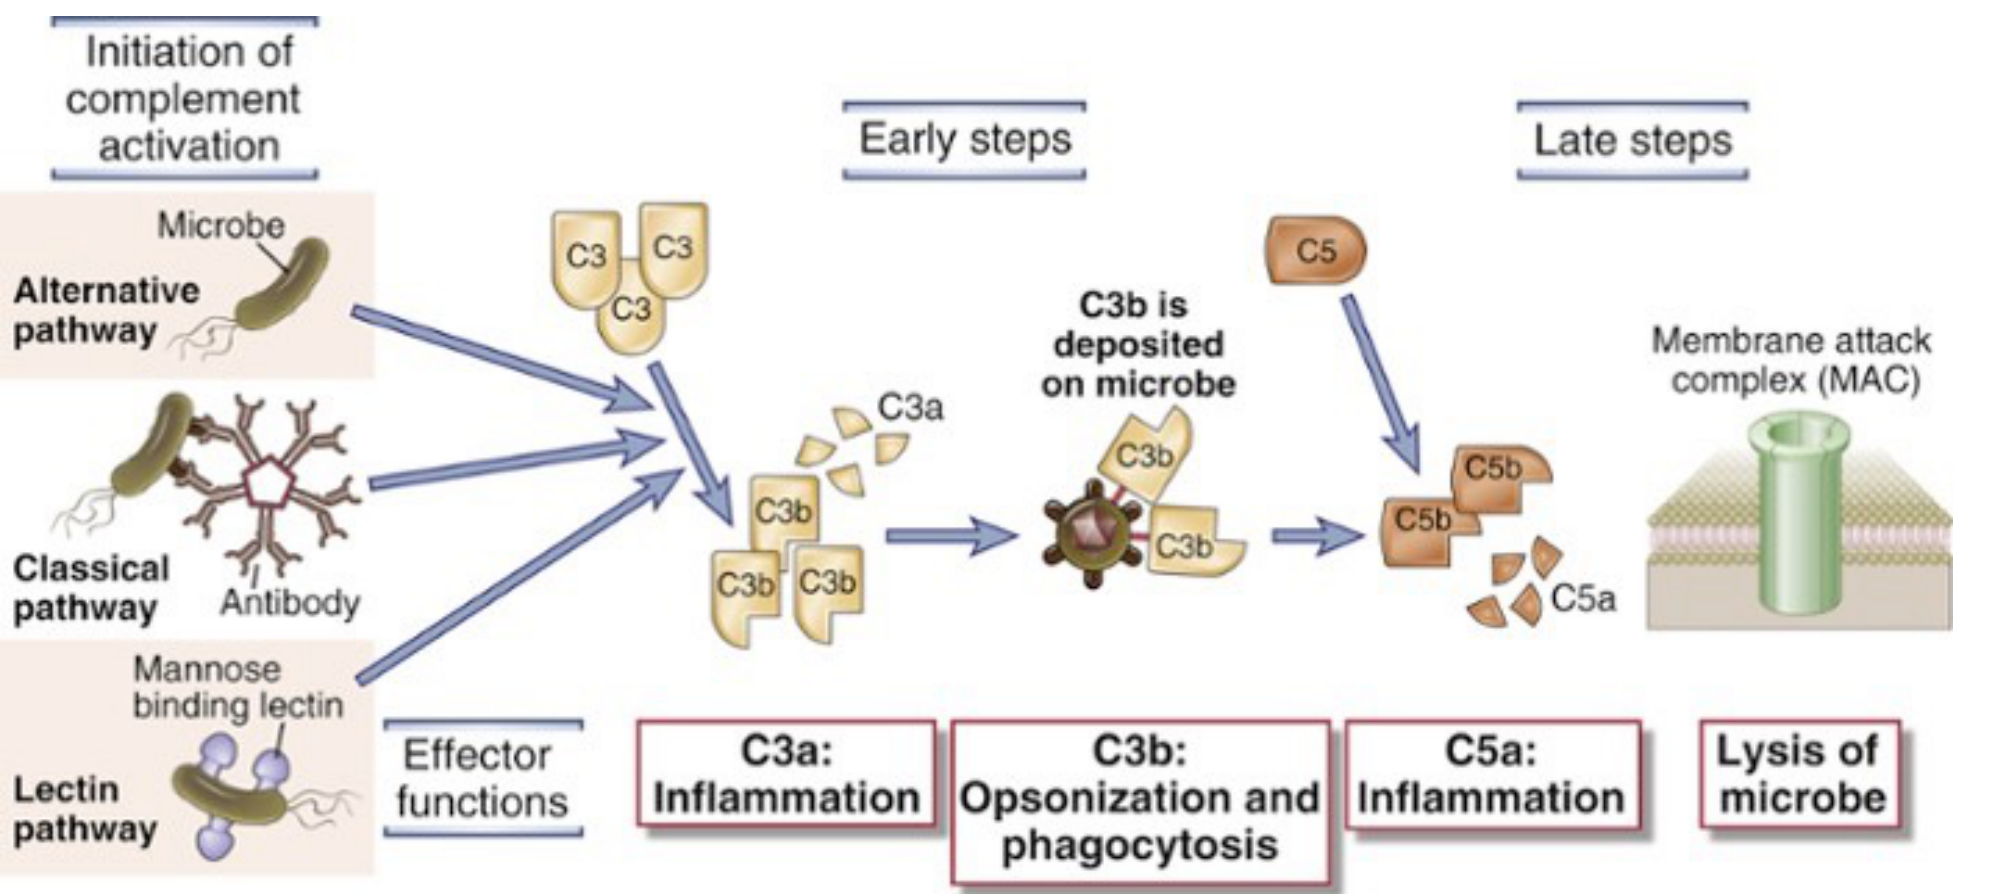 Initiation of
complement
activation
Early steps
Late steps
Microbe
Alternative
pathway
C3
C3
C3
C5
C3b is
deposited
on microbe
Membrane attack
complex (MAC)
C3a
C3b
C3b
C3b
C3b
C3b
C5b
C5b
C5a
Classical
pathway
Antibody
Mannose
binding lectin
Lectin
pathway
Effector
functions
C3a:
Inflammation
C3b:
Opsonization and
phagocytosis
C5a:
Inflammation
Lysis of
microbe